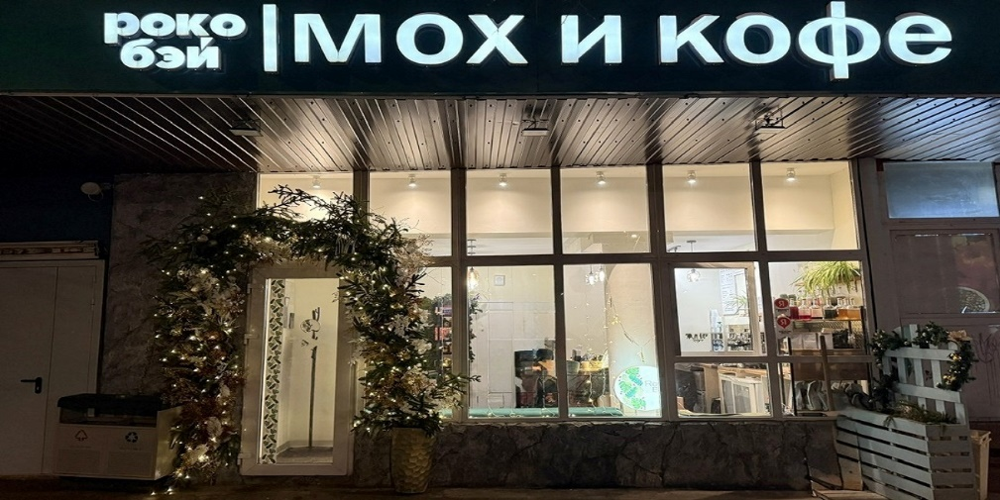 роко
бэй
мох и кофе
Я
Я